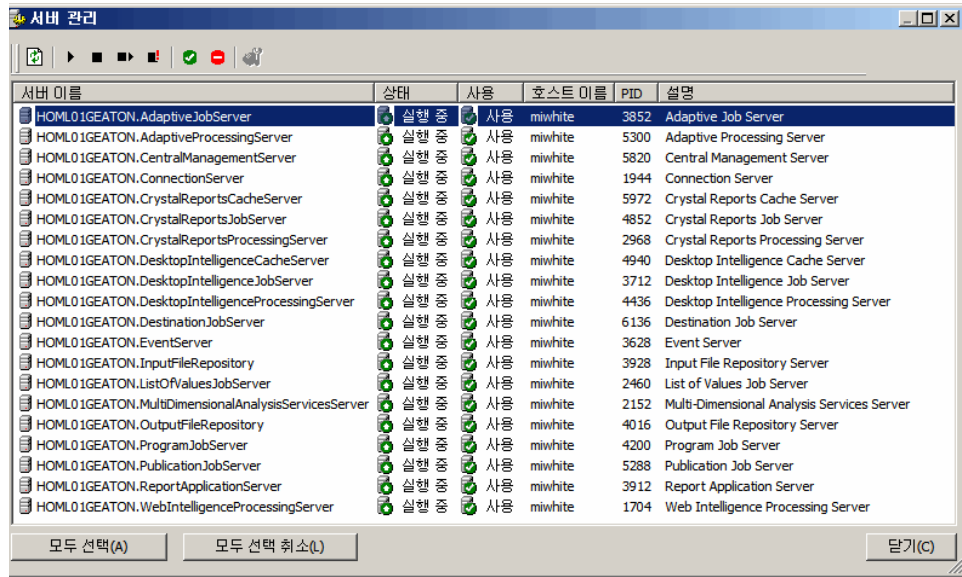 서버 관리
서버 이름 상태 사용 호스트 이름 PID 설명
HOML01GEATON.AdaptiveJobServer 실행 중 사용 miwhite 3852 Adaptive Job Server
HOML01GEATON.AdaptiveProcessingServer 실행 중 사용 miwhite 5300 Adaptive Processing Server
HOML01GEATON.CentralManagementServer 실행 중 사용 miwhite 5820 Central Management Server
HOML01GEATON.ConnectionServer 실행 중 사용 miwhite 1944 Connection Server
HOML01GEATON.CrystalReportsCacheServer 실행 중 사용 miwhite 5972 Crystal Reports Cache Server
HOML01GEATON.CrystalReportsJobServer 실행 중 사용 miwhite 4852 Crystal Reports Job Server
HOML01GEATON.CrystalReportsProcessingServer 실행 중 사용 miwhite 2968 Crystal Reports Processing Server
HOML01GEATON.DesktopIntelligenceCacheServer 실행 중 사용 miwhite 4940 Desktop Intelligence Cache Server
HOML01GEATON.DesktopIntelligenceJobServer 실행 중 사용 miwhite 3712 Desktop Intelligence Job Server
HOML01GEATON.DesktopIntelligenceProcessingServer 실행 중 사용 miwhite 4436 Desktop Intelligence Processing Server
HOML01GEATON.DestinationJobServer 실행 중 사용 miwhite 6136 Destination Job Server
HOML01GEATON.EventServer 실행 중 사용 miwhite 3628 Event Server
HOML01GEATON.InputFileRepository 실행 중 사용 miwhite 3928 Input File Repository Server
HOML01GEATON.ListOfValuesJobServer 실행 중 사용 miwhite 2460 List of Values Job Server
HOML01GEATON.MultiDimensionalAnalysisServicesServer 실행 중 사용 miwhite 2152 Multi-Dimensional Analysis Services Server
HOML01GEATON.OutputFileRepository 실행 중 사용 miwhite 4016 Output File Repository Server
HOML01GEATON.ProgramJobServer 실행 중 사용 miwhite 4200 Program Job Server
HOML01GEATON.PublicationJobServer 실행 중 사용 miwhite 5288 Publication Job Server
HOML01GEATON.ReportApplicationServer 실행 중 사용 miwhite 3912 Report Application Server
HOML01GEATON.WebIntelligenceProcessingServer 실행 중 사용 miwhite 1704 Web Intelligence Processing Server
모두 선택(A) 모두 선택 취소(L) 닫기(C)